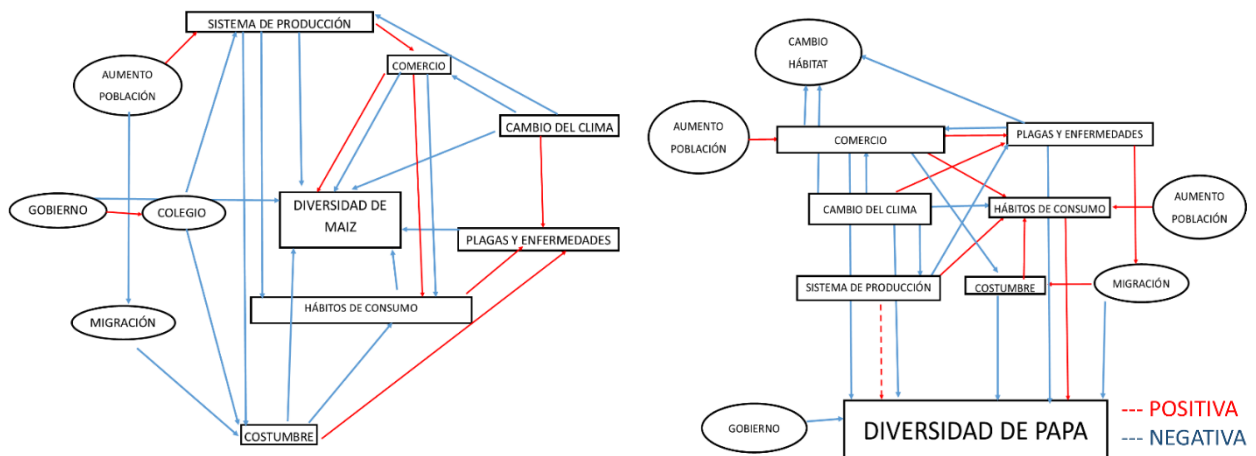 SISTEMA DE PRODUCCIÓN
AUMENTO
POBLACIÓN
COMERCIO
CAMBIO DEL CLIMA
GOBIERNO
COLEGIO
DIVERSIDAD DE
MAIZ
PLAGAS Y ENFERMEDADES
HÁBITOS DE CONSUMO
MIGRACIÓN
COSTUMBRE
CAMBIO
HÁBITAT
AUMENTO
POBLACIÓN
COMERCIO
PLAGAS Y ENFERMEDADES
CAMBIO DEL CLIMA
HÁBITOS DE CONSUMO
AUMENTO
POBLACIÓN
SISTEMA DE PRODUCCIÓN
COSTUMBRE
MIGRACIÓN
GOBIERNO
DIVERSIDAD DE PAPA
--- POSITIVA
--- NEGATIVA